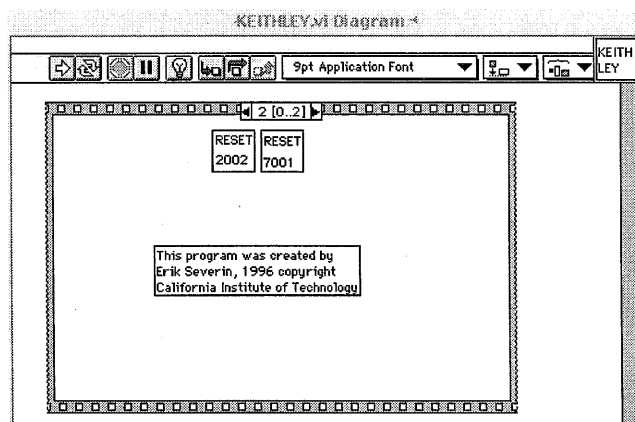 KEITHLEY.vi Diagram
9pt Application Font
KEITH
LEY
2 [0..2]
RESET
2002
RESET
7001
This program was created by
Erik Severin, 1996 copyright
California Institute of Technology